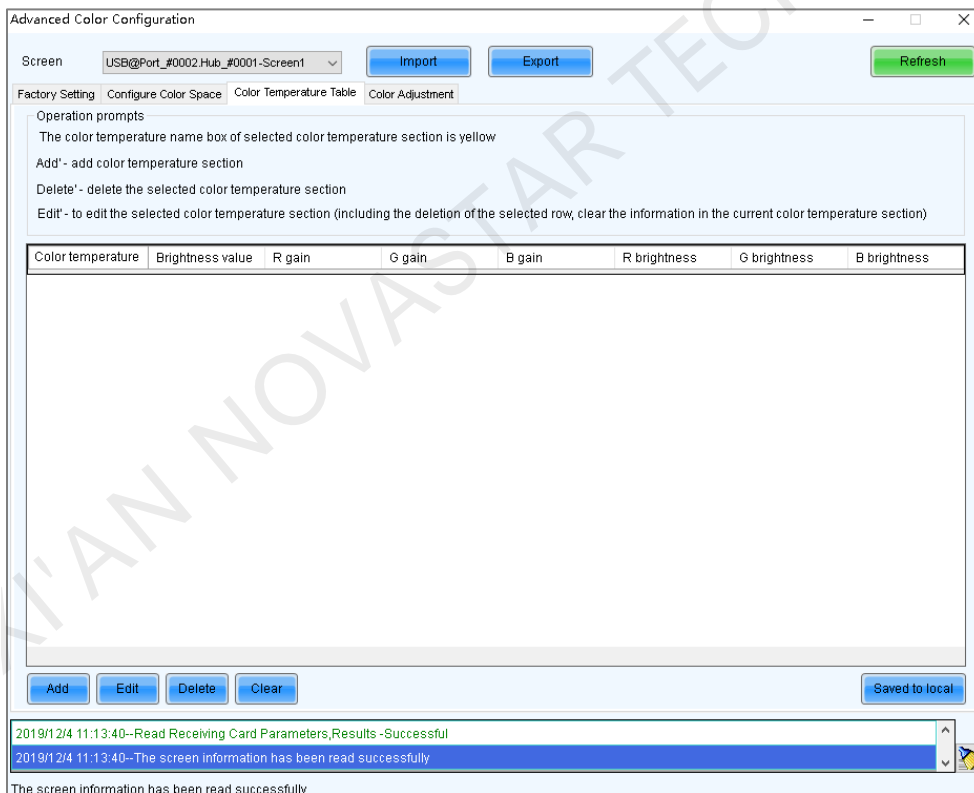 Advanced Color Configuration
Screen USB@Port_#0002.Hub_#0001-Screen1 Import Export Refresh
Factory Setting Configure Color Space Color Temperature Table Color Adjustment
Operation prompts
The color temperature name box of selected color temperature section is yellow
Add'- add color temperature section
Delete'- delete the selected color temperature section
Edit'- to edit the selected color temperature section (including the deletion of the selected row, clear the information in the current color temperature section)
Color temperature Brightness value R gain G gain B gain R brightness G brightness B brightness
Add Edit Delete Clear Saved to local
2019/12/4 11:13:40--Read Receiving Card Parameters,Results -Successful
2019/12/4 11:13:40--The screen information has been read successfully
The screen information has been read successfully
XI'AN NOVASTAR TEC